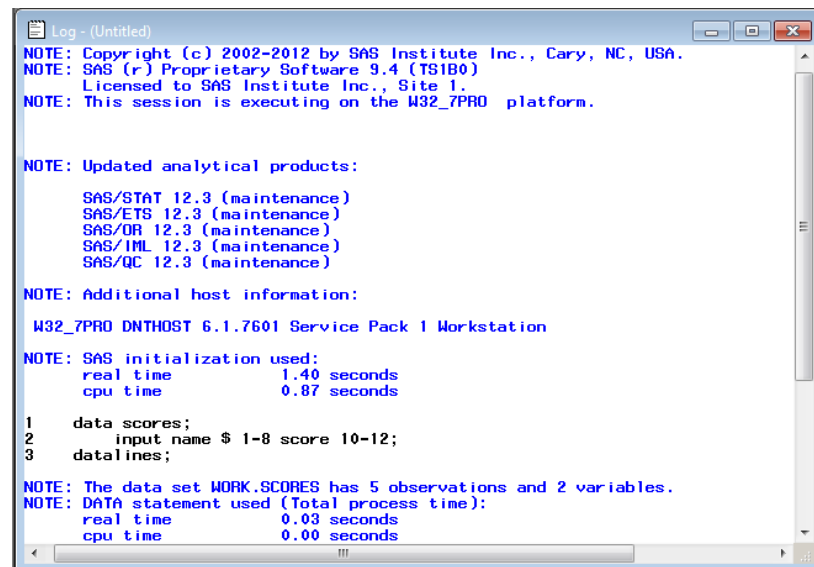 Log - (Untitled)
NOTE: Copyright (c) 2002-2012 by SAS Institute Inc., Cary, NC, USA.
NOTE: SAS (r) Proprietary Software 9.4 (TS1B0)
      Licensed to SAS Institute Inc., Site 1.
NOTE: This session is executing on the W32_7PRO  platform.
NOTE: Updated analytical products:
      SAS/STAT 12.3 (maintenance)
      SAS/ETS 12.3 (maintenance)
      SAS/OR 12.3 (maintenance)
      SAS/IML 12.3 (maintenance)
      SAS/QC 12.3 (maintenance)
NOTE: Additional host information:
 W32_7PRO DNTHOST 6.1.7601 Service Pack 1 Workstation
NOTE: SAS initialization used:
      real time           1.40 seconds
      cpu time            0.87 seconds
1    data scores;
2        input name $ 1-8 score 10-12;
3    datalines;
NOTE: The data set WORK.SCORES has 5 observations and 2 variables.
NOTE: DATA statement used (Total process time):
      real time           0.03 seconds
      cpu time            0.00 seconds